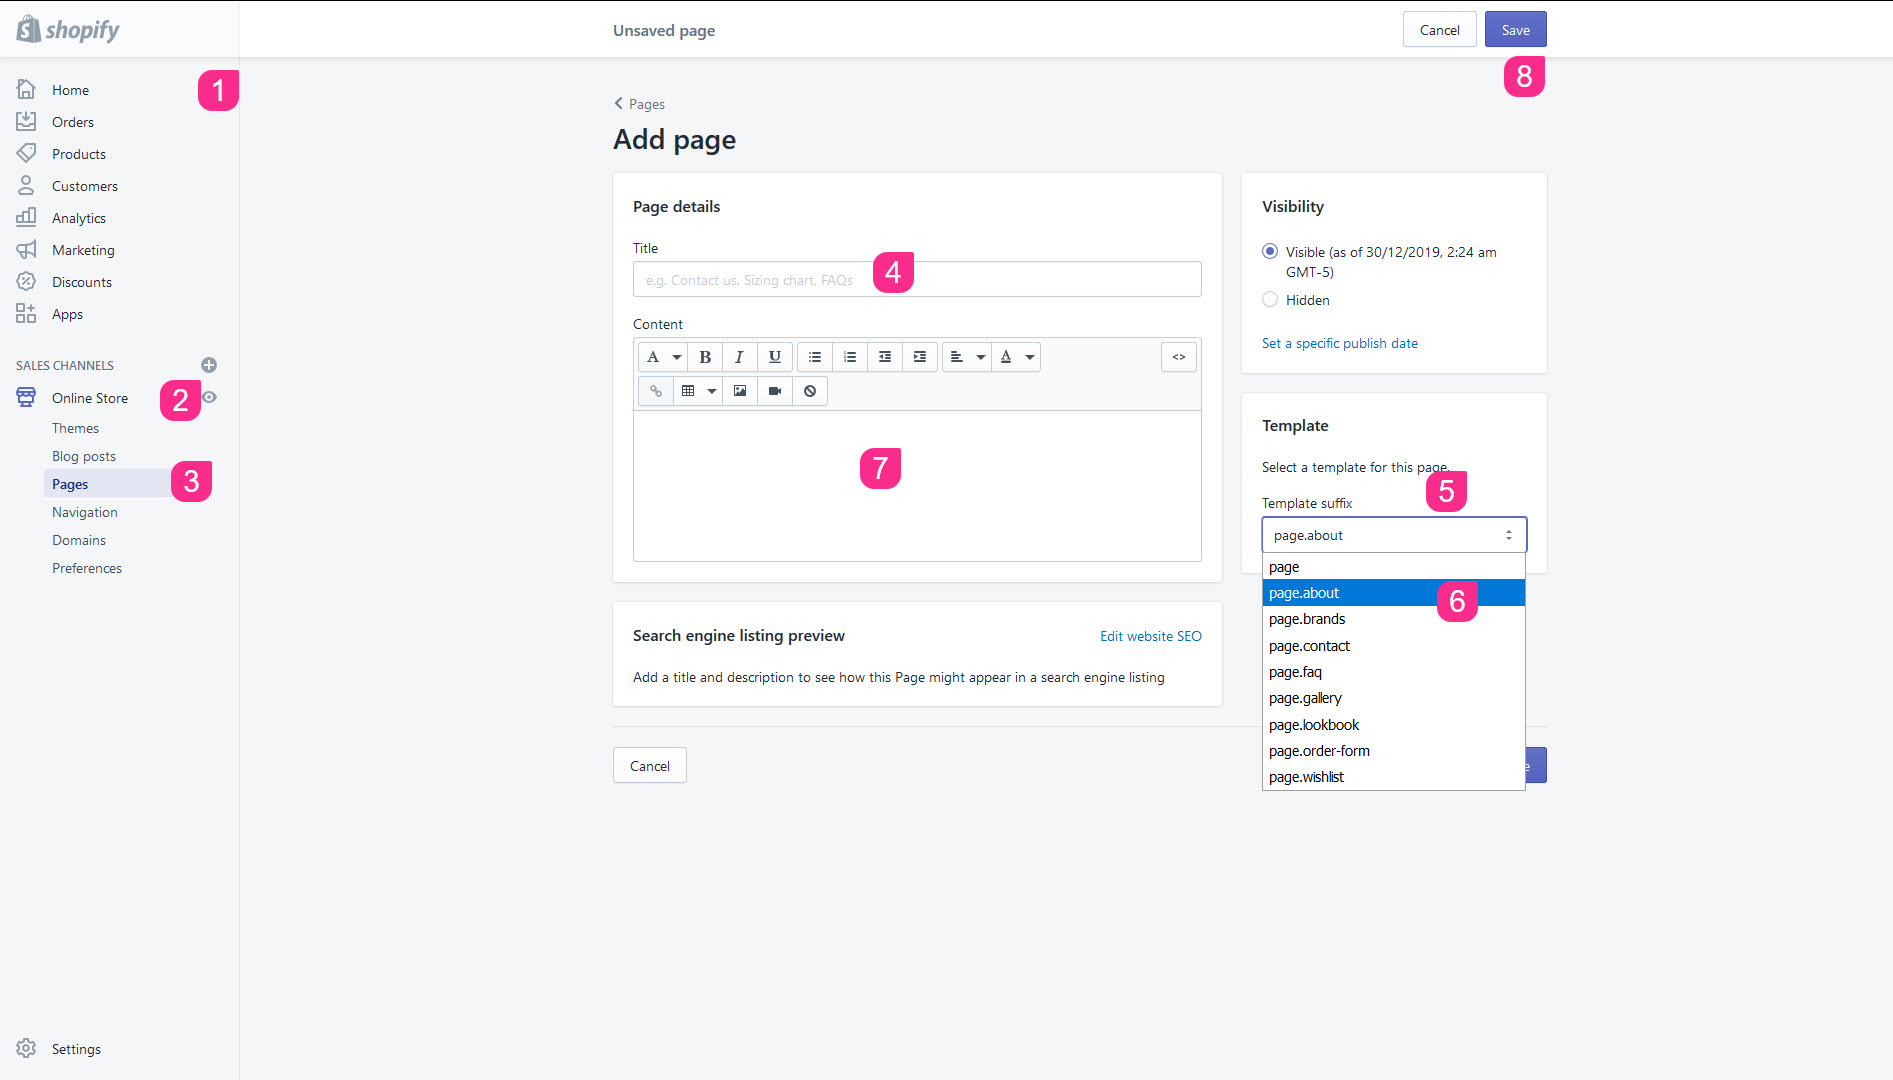 shopify
Unsaved page
Cancel
Save
8
Home
1
Orders
Products
Customers
Analytics
Marketing
Discounts
Apps
SALES CHANNELS
Online Store
2
Themes
Blog posts
Pages
3
Navigation
Domains
Preferences
Settings
Pages
Add page
Page details
Title
e.g. Contact us, Sizing chart, FAQs
4
Content
A
B
I
U
A
<>
7
Search engine listing preview
Edit website SEO
Add a title and description to see how this Page might appear in a search engine listing
Cancel
Visibility
Visible (as of 30/12/2019, 2:24 am
GMT-5)
Hidden
Set a specific publish date
Template
Select a template for this page.
5
Template suffix
page.about
page
page.about
6
page.brands
page.contact
page.faq
page.gallery
page.lookbook
page.order-form
page.wishlist